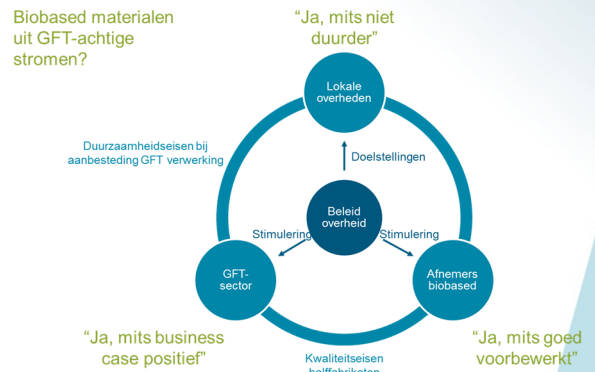 Biobased materialen
uit GFT-achtige
stromen?
“Ja, mits niet
duurder”
Lokale
overheden
Duurzaamheidseisen bij
aanbesteding GFT verwerking
Doelstellingen
Beleid
overheid
Stimulering
Stimulering
GFT-
sector
Afnemers
biobased
“Ja, mits business
case positief”
“Ja, mits goed
voorbewerkt”
Kwaliteitseisen
halffabrikaten